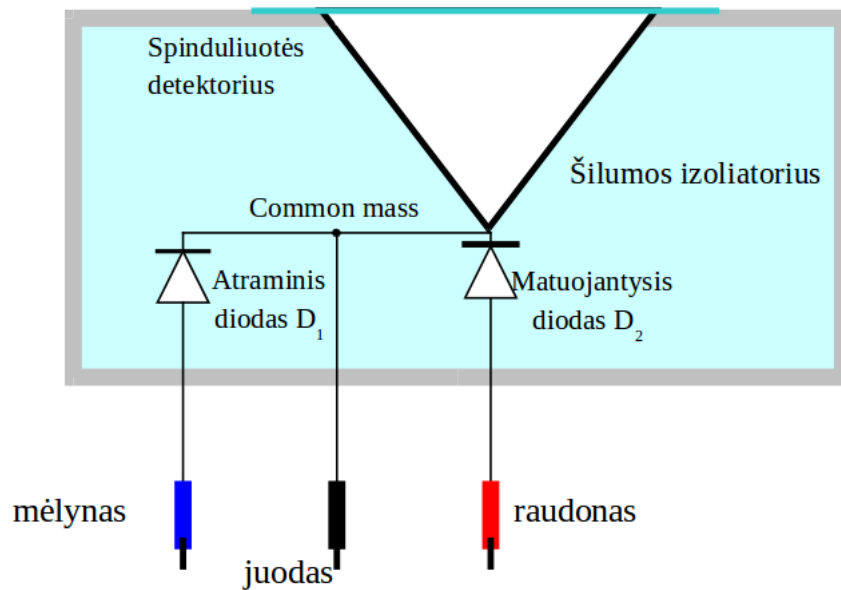 Spinduliuotės
detektorius
Šilumos izoliatorius
Common mass
Atraminis
diodas D₁
Matuojantysis
diodas D₂
mėlynas
juodas
raudonas